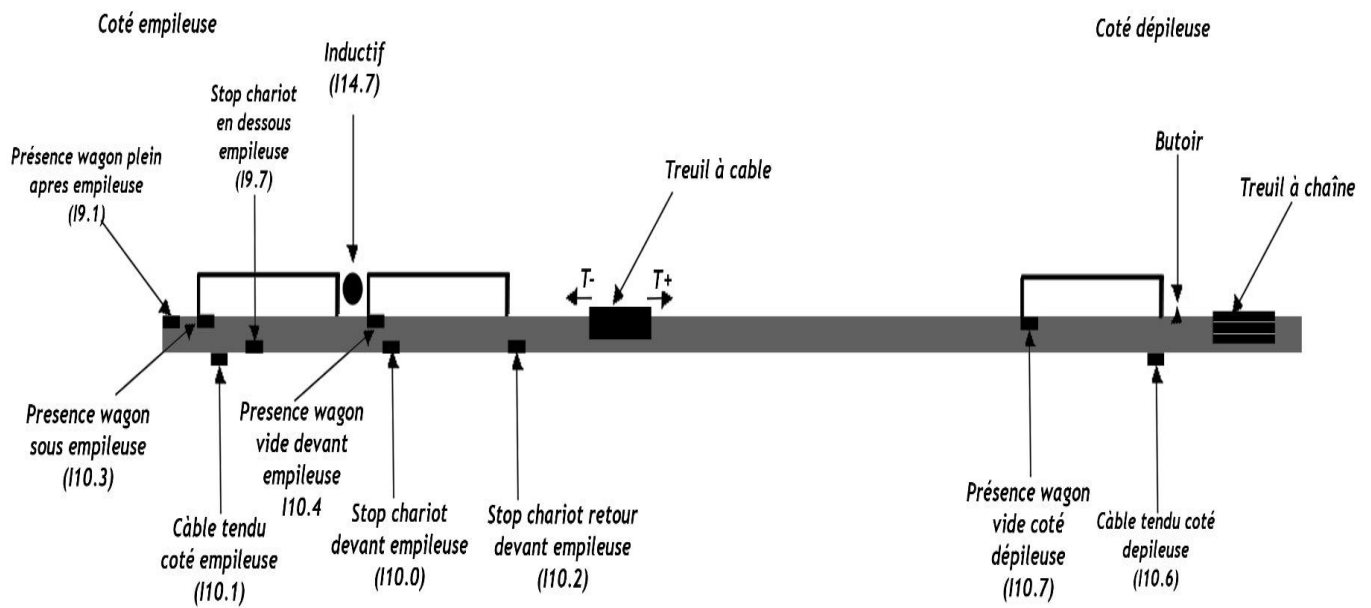 Coté empileuse
Coté dépileuse
Inductif
(I14.7)
Stop chariot
en dessous
empileuse
(I9.7)
Présence wagon plein
apres empileuse
(I9.1)
Treuil à cable
Butoir
Treuil à chaîne
T-
T+
Presence wagon
sous empileuse
(I10.3)
Càble tendu
coté empileuse
(I10.1)
Presence wagon
vide devant
empileuse
I10.4
Stop chariot
devant empileuse
(I10.0)
Stop chariot retour
devant empileuse
(I10.2)
Présence wagon
vide coté
dépileuse
(I10.7)
Càble tendu coté
depileuse
(I10.6)